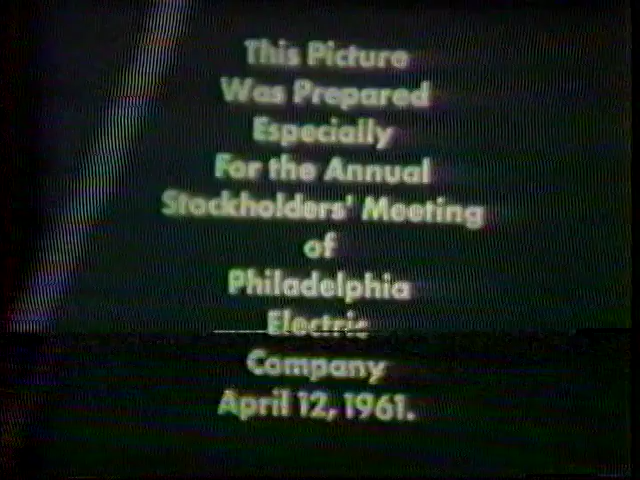 This Picture
Was Prepared
Especially
For the Annual
Stockholders' Meeting
of
Philadelphia
Electric
Company
April 12, 1961.